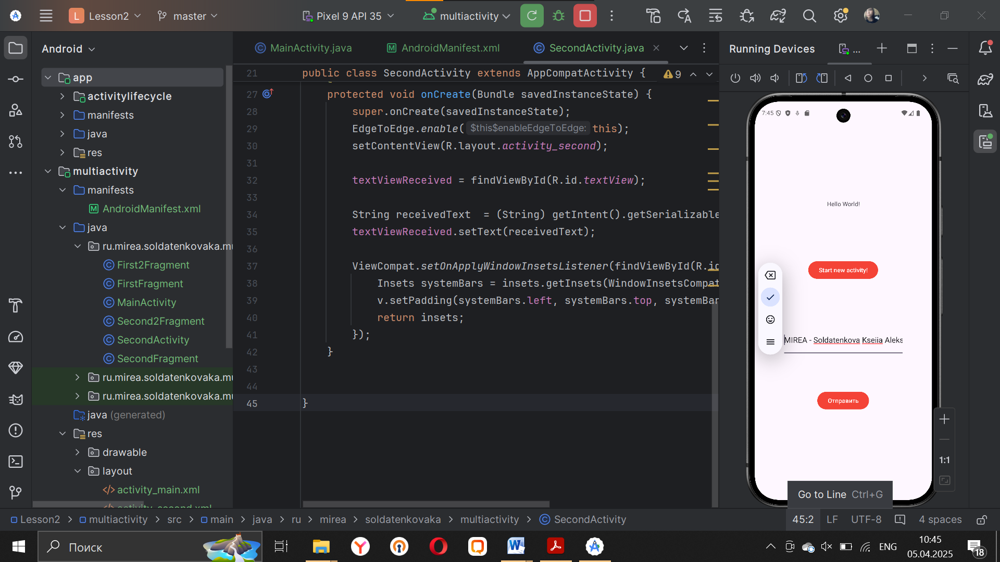 L Lesson2 master Pixel 9 API 35 multiactivity
Android
app
activitylifecycle
manifests
java
res
multiactivity
manifests
AndroidManifest.xml
java
ru.mirea.soldatenkovaka.mu
First2Fragment
FirstFragment
MainActivity
Second2Fragment
SecondActivity
SecondFragment
ru.mirea.soldatenkovaka.mu
ru.mirea.soldatenkovaka.mu
java (generated)
res
drawable
layout
activity_main.xml
activity_second.xml
MainActivity.java AndroidManifest.xml SecondActivity.java
21 public class SecondActivity extends AppCompatActivity { 9
27 protected void onCreate(Bundle savedInstanceState) {
28 super.onCreate(savedInstanceState);
29 EdgeToEdge.enable( $this$enableEdgeToEdge: this);
30 setContentView(R.layout.activity_second);
31
32 textViewReceived = findViewById(R.id.textView);
33
34 String receivedText  = (String) getIntent().getSerializable
35 textViewReceived.setText(receivedText);
36
37 ViewCompat.setOnApplyWindowInsetsListener(findViewById(R.id
38 Insets systemBars = insets.getInsets(WindowInsetsCompat
39 v.setPadding(systemBars.left, systemBars.top, systemBar
40 return insets;
41 });
42 }
43
44
45 }
Running Devices ...
7:45
Hello World!
Start new activity!
MIREA - Soldatenkova Kseiia Aleks
Отправить
1:1
Go to Line Ctrl+G
Lesson2 > multiactivity > src > main > java > ru > mirea > soldatenkovaka > multiactivity > SecondActivity
45:2 LF UTF-8 4 spaces
Поиск
ENG
10:45
05.04.2025
18